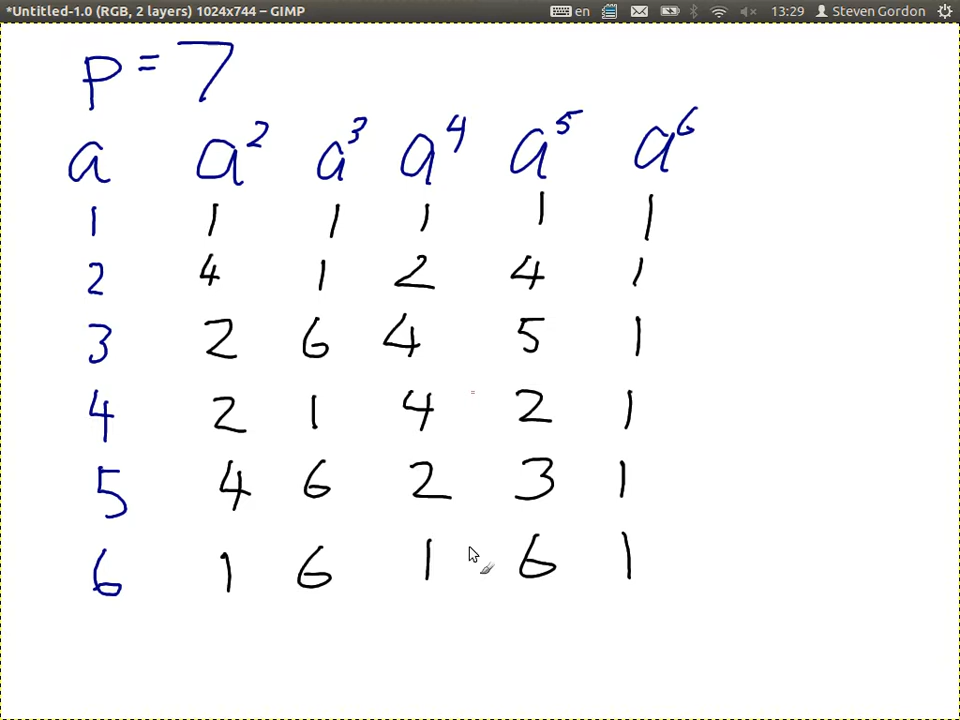 *Untitled-1.0 (RGB, 2 layers) 1024x744 – GIMP en 13:29 Steven Gordon
p = 7
a a² a³ a⁴ a⁵ a⁶
1 1 1 1 1 1
2 4 1 2 4 1
3 2 6 4 5 1
4 2 1 4 2 1
5 4 6 2 3 1
6 1 6 1 6 1